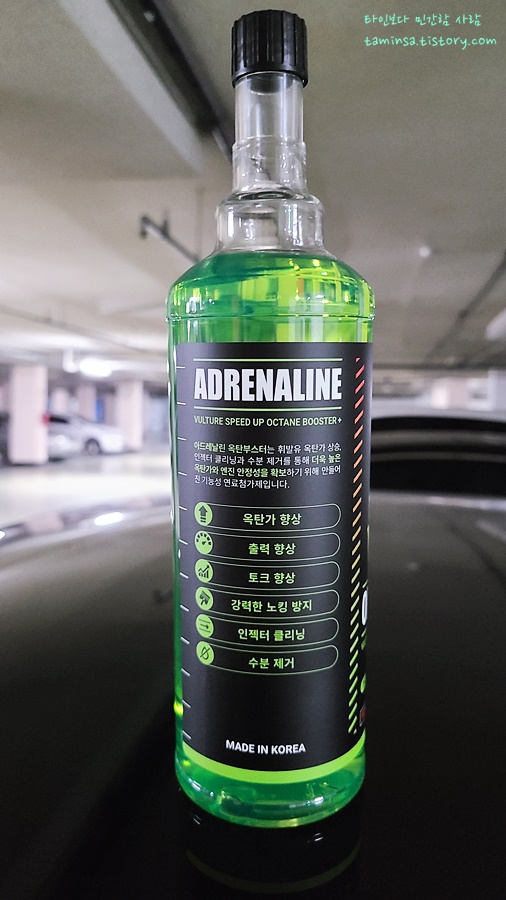 타인보다 민간함 사람
taminsa.tistory.com
ADRENALINE
VULTURE SPEED UP OCTANE BOOSTER+
아드레날린 옥탄부스터는 휘발유 옥탄가 상승,
인젝터 클리닝과 수분 제거를 통해 더욱 높은
옥탄가와 엔진 안정성을 확보하기 위해 만들어
진 기능성 연료첨가제입니다.
옥탄가 향상
출력 향상
토크 향상
강력한 노킹 방지
인젝터 클리닝
수분 제거
MADE IN KOREA